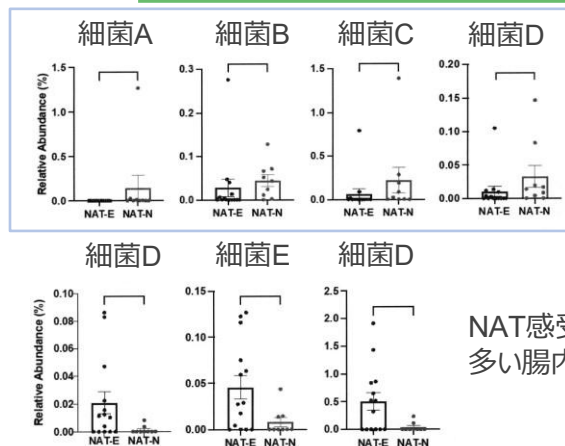 細菌A 細菌B 細菌C 細菌D
Relative Abundance (%)
1.5
1.0
0.5
0.0
NAT-E NAT-N
0.3
0.2
0.1
0.0
NAT-E NAT-N
1.5
1.0
0.5
0.0
NAT-E NAT-N
0.20
0.15
0.10
0.05
0.00
NAT-E NAT-N
細菌D 細菌E 細菌D
Relative Abundance (%)
0.10
0.08
0.06
0.04
0.02
0.00
NAT-E NAT-N
0.15
0.10
0.05
0.00
NAT-E NAT-N
2.5
2.0
1.5
1.0
0.5
0.0
NAT-E NAT-N
NAT感受
多い腸内